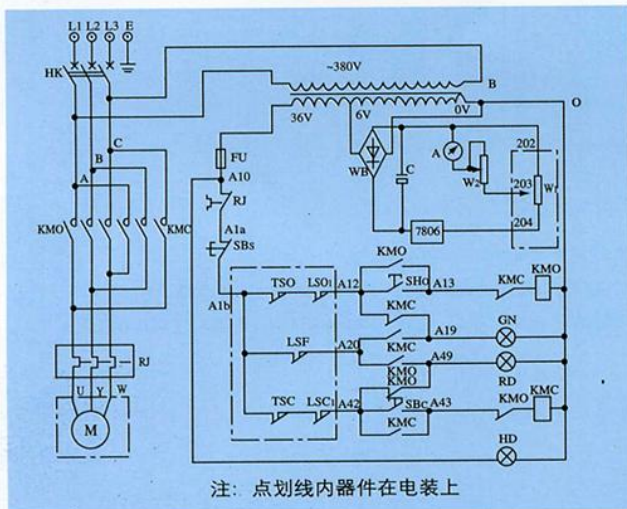 L1 L2 L3 E
HK
~380V
B
36V 6V 0V O
C
B
A
FU
A10
RJ
A1a
SBs
A1b
WB
C
A
W2
202
203
W1
204
7806
KMO KMC
KMO
TSO LSO1 A12 SHO A13 KMC KMO
KMC
A19 GN
LSF A20 KMC A49
KMO RD
KMO
TSC LSC1 A42 SBC A43 KMO KMC
KMC
HD
RJ
U Y W
M
注：点划线内器件在电装上